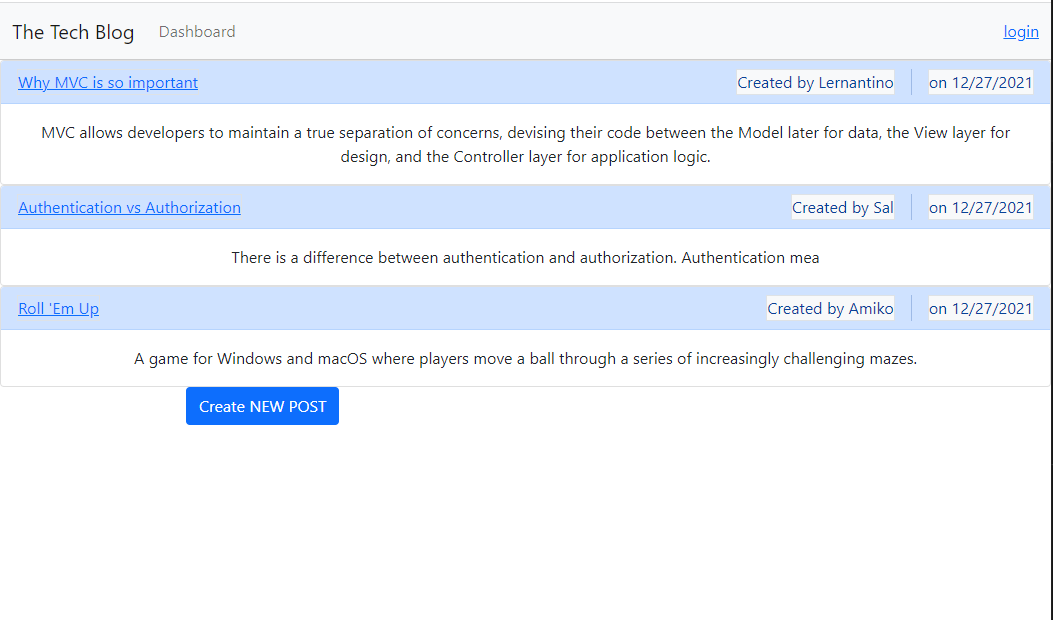 The Tech Blog Dashboard login
Why MVC is so important Created by Lernantino on 12/27/2021
MVC allows developers to maintain a true separation of concerns, devising their code between the Model later for data, the View layer for
design, and the Controller layer for application logic.
Authentication vs Authorization Created by Sal on 12/27/2021
There is a difference between authentication and authorization. Authentication mea
Roll 'Em Up Created by Amiko on 12/27/2021
A game for Windows and macOS where players move a ball through a series of increasingly challenging mazes.
Create NEW POST